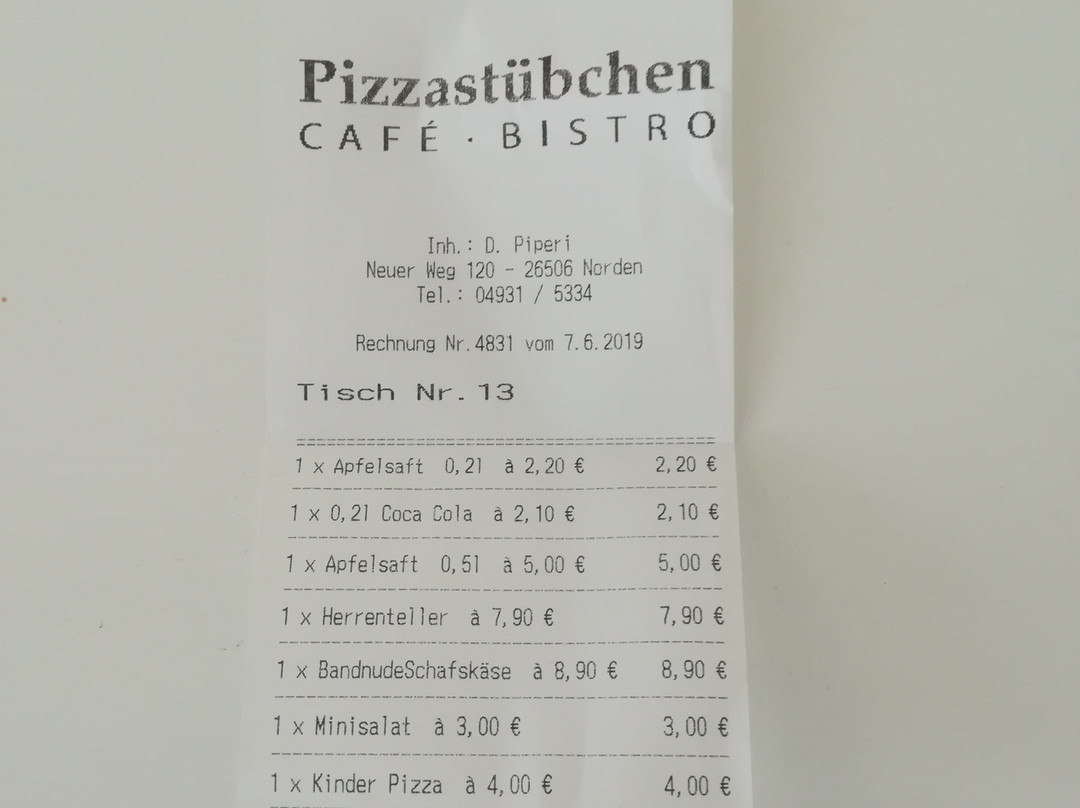 Pizzastübchen
CAFÉ · BISTRO
Inh.: D. Piperi
Neuer Weg 120 - 26506 Norden
Tel.: 04931 / 5334
Rechnung Nr.4831 vom 7.6.2019
Tisch Nr. 13
1 x Apfelsaft 0,2l à 2,20 € 2,20 €
1 x 0,2l Coca Cola à 2,10 € 2,10 €
1 x Apfelsaft 0,5l à 5,00 € 5,00 €
1 x Herrenteller à 7,90 € 7,90 €
1 x BandnudeSchafskäse à 8,90 € 8,90 €
1 x Minisalat à 3,00 € 3,00 €
1 x Kinder Pizza à 4,00 € 4,00 €